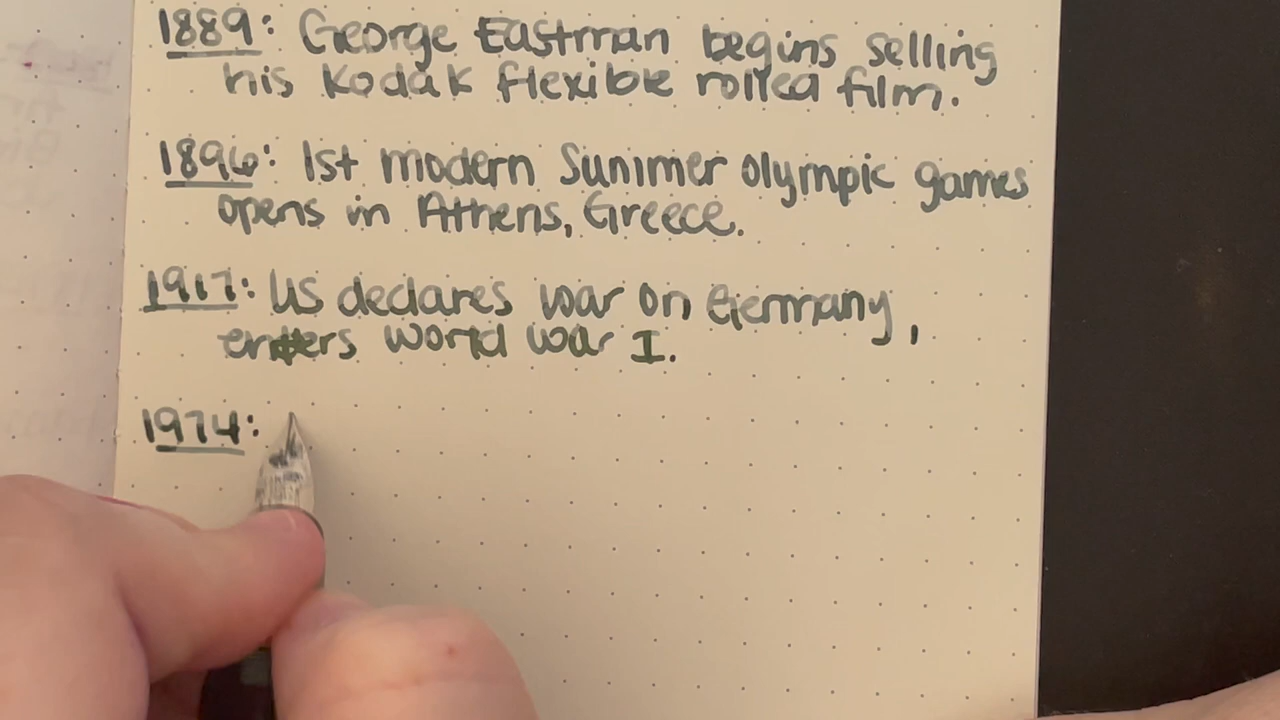 1889: George Eastman begins selling
his Kodak flexible rolled film.
1896: 1st modern Summer Olympic games
opens in Athens, Greece.
1917: US declares war on Germany,
enters World War I.
1974: